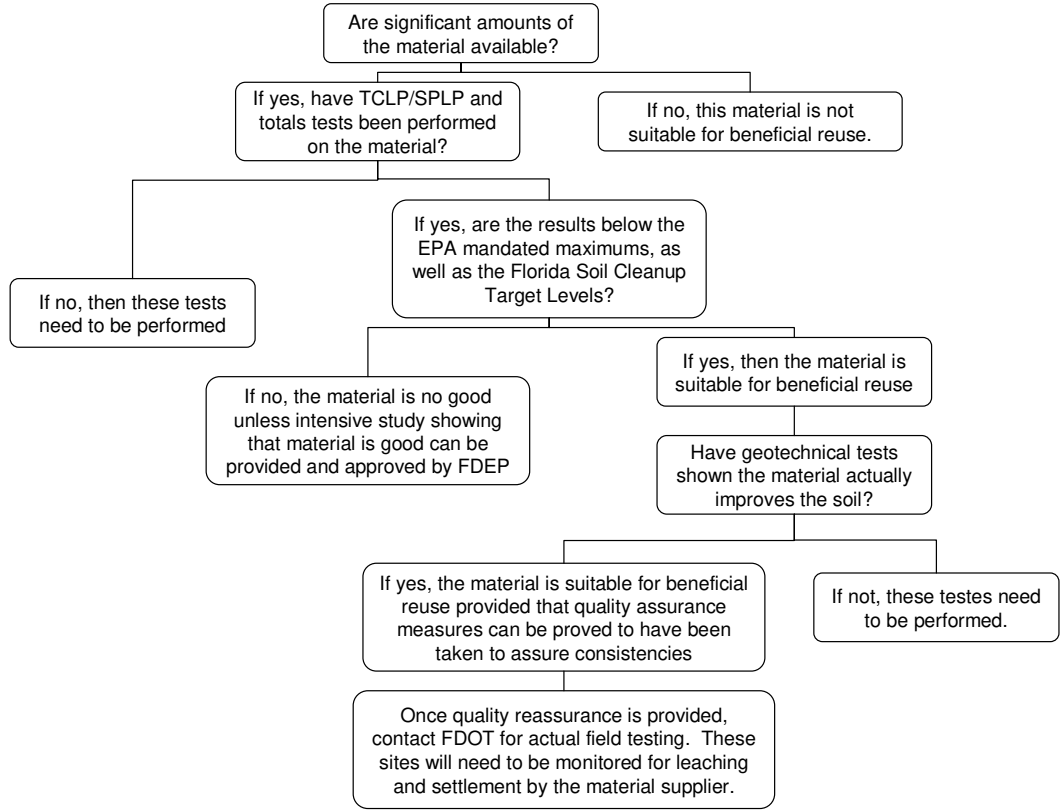 Are significant amounts of
the material available?
If yes, have TCLP/SPLP and
totals tests been performed
on the material?
If no, this material is not
suitable for beneficial reuse.
If yes, are the results below the
EPA mandated maximums, as
well as the Florida Soil Cleanup
Target Levels?
If no, then these tests
need to be performed
If yes, then the material is
suitable for beneficial reuse
If no, the material is no good
unless intensive study showing
that material is good can be
provided and approved by FDEP
Have geotechnical tests
shown the material actually
improves the soil?
If yes, the material is suitable for beneficial
reuse provided that quality assurance
measures can be proved to have been
taken to assure consistencies
If not, these testes need
to be performed.
Once quality reassurance is provided,
contact FDOT for actual field testing.  These
sites will need to be monitored for leaching
and settlement by the material supplier.